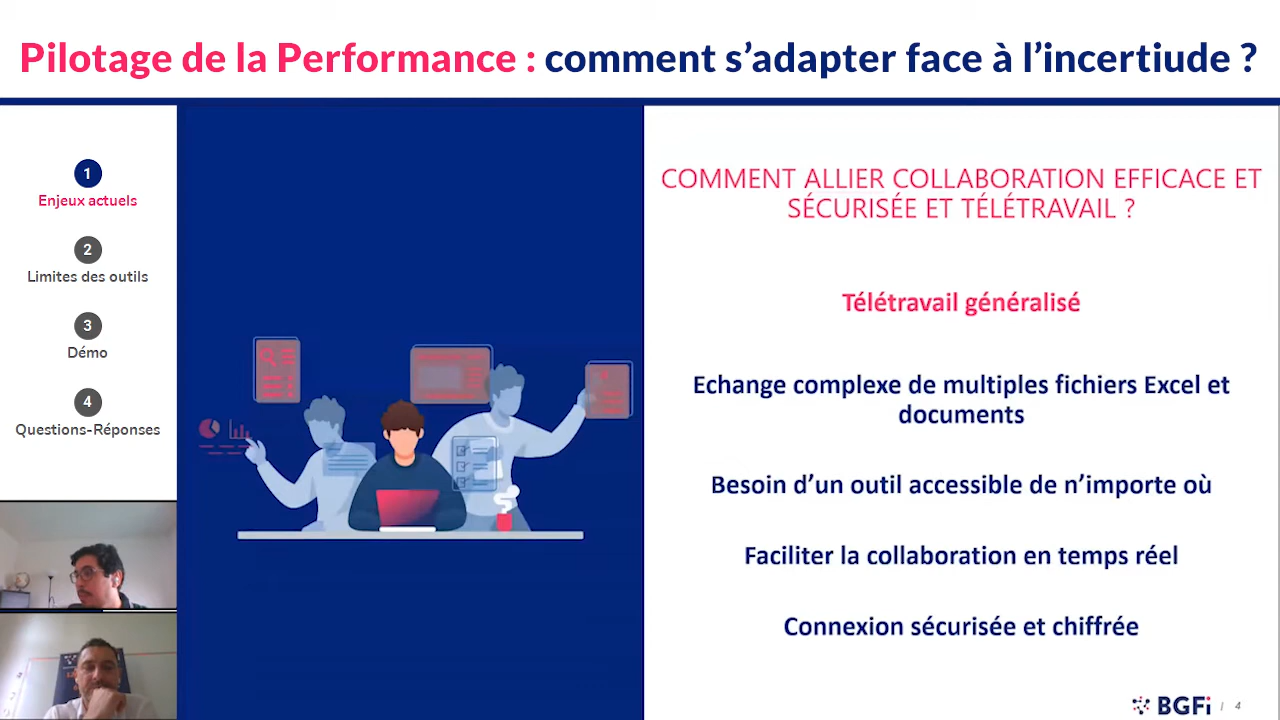 Pilotage de la Performance : comment s’adapter face à l’incertiude ?
1
Enjeux actuels
2
Limites des outils
3
Démo
4
Questions-Réponses
COMMENT ALLIER COLLABORATION EFFICACE ET
SÉCURISÉE ET TÉLÉTRAVAIL ?
Télétravail généralisé
Echange complexe de multiples fichiers Excel et
documents
Besoin d’un outil accessible de n’importe où
Faciliter la collaboration en temps réel
Connexion sécurisée et chiffrée
BGFi / 4